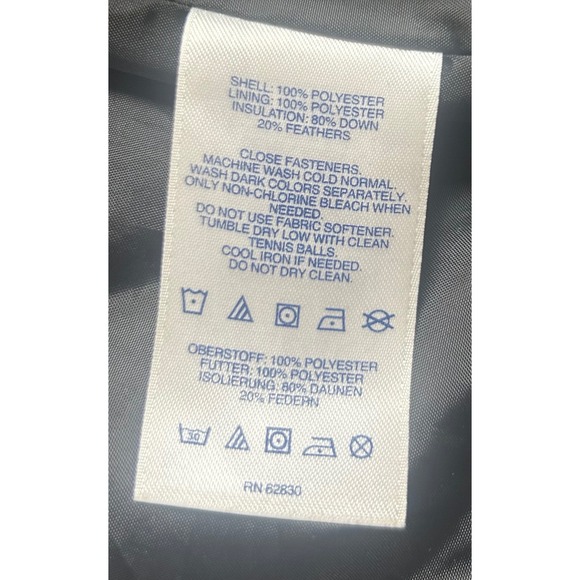 SHELL: 100% POLYESTER
LINING: 100% POLYESTER
INSULATION: 80% DOWN
20% FEATHERS
CLOSE FASTENERS.
MACHINE WASH COLD NORMAL.
WASH DARK COLORS SEPARATELY.
ONLY NON-CHLORINE BLEACH WHEN
NEEDED.
DO NOT USE FABRIC SOFTENER.
TUMBLE DRY LOW WITH CLEAN
TENNIS BALLS.
COOL IRON IF NEEDED.
DO NOT DRY CLEAN.
OBERSTOFF: 100% POLYESTER
FUTTER: 100% POLYESTER
ISOLIERUNG: 80% DAUNEN
20% FEDERN
30
RN 62830